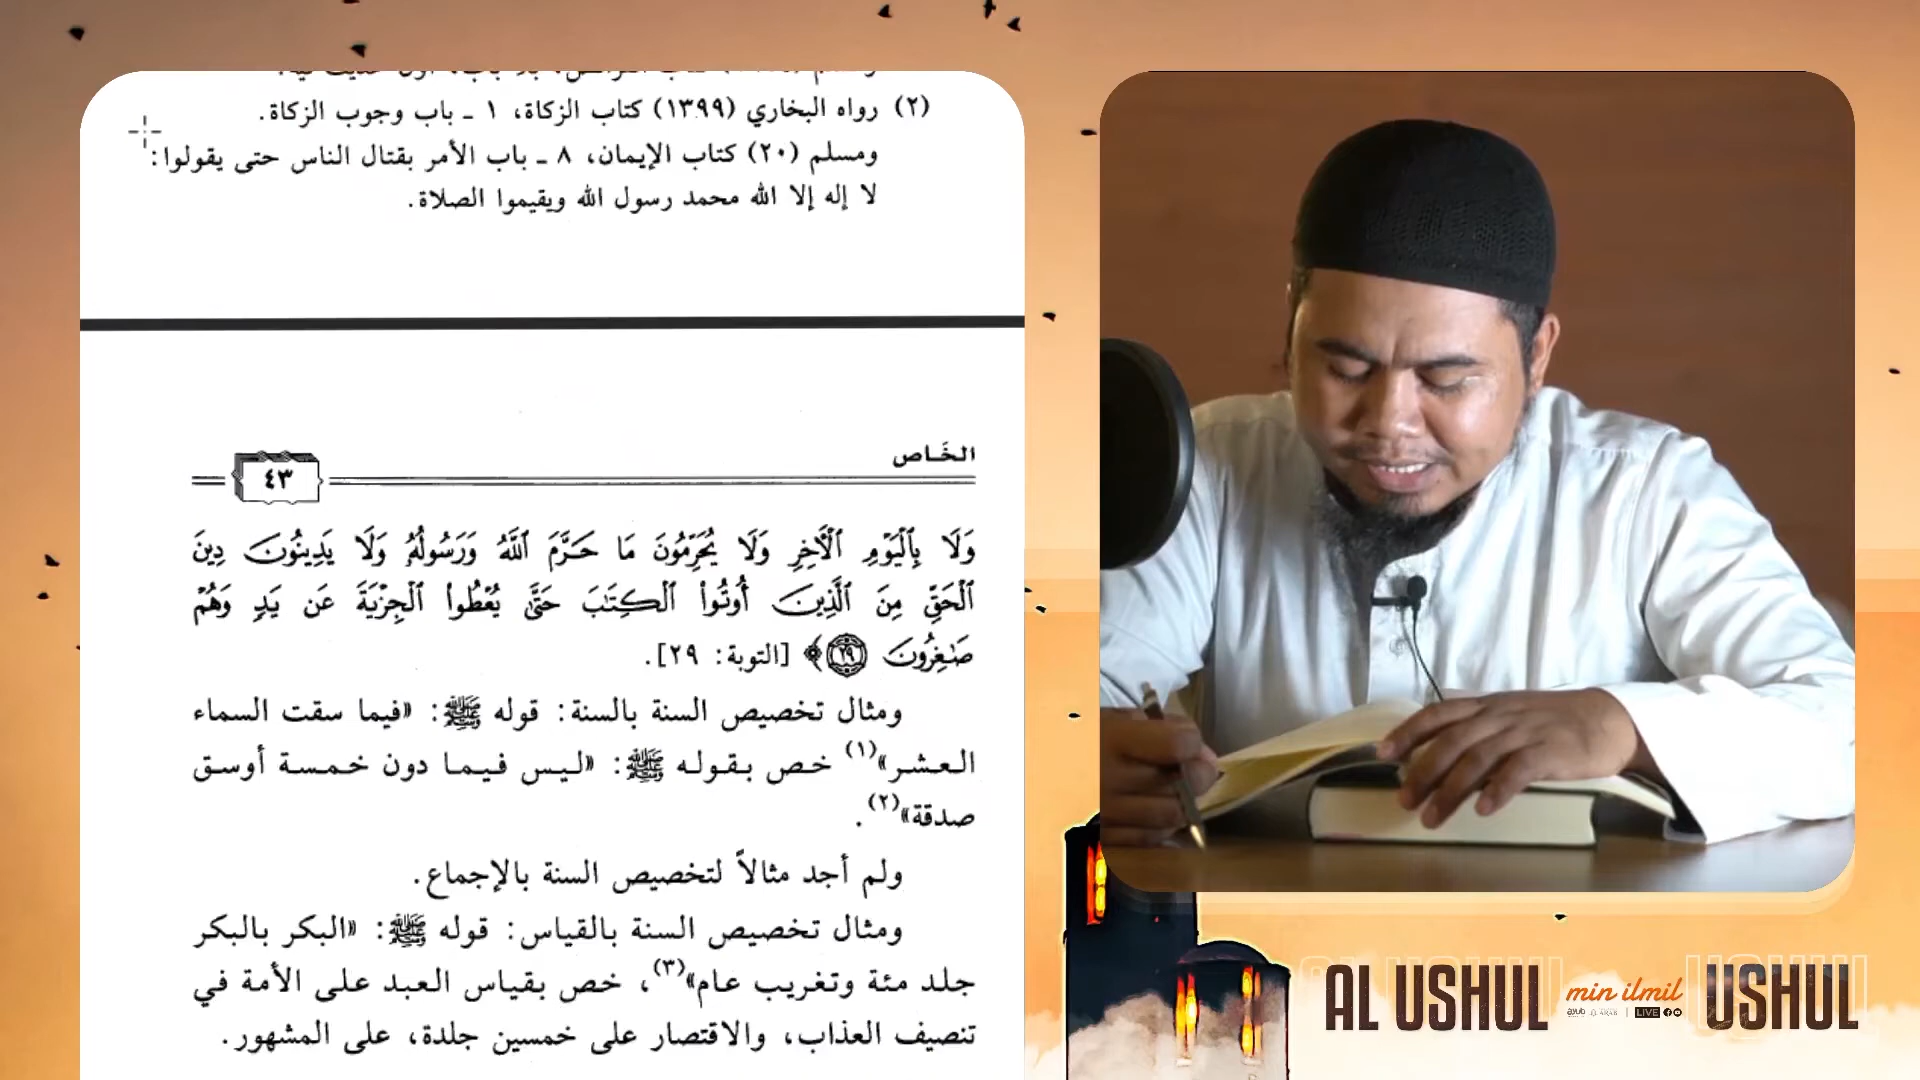 (٢) رواه البخاري (١٣٩٩) كتاب الزكاة، ١ ـ باب وجوب الزكاة.
ومسلم (٢٠) كتاب الإيمان، ٨ ـ باب الأمر بقتال الناس حتى يقولوا:
لا إله إلا الله محمد رسول الله ويقيموا الصلاة.
الخَاص
٤٣
وَلَا بِٱلْيَوْمِ ٱلْآخِرِ وَلَا يُحَرِّمُونَ مَا حَرَّمَ ٱللَّهُ وَرَسُولُهُۥ وَلَا يَدِينُونَ دِينَ
ٱلْحَقِّ مِنَ ٱلَّذِينَ أُوتُوا۟ ٱلْكِتَٰبَ حَتَّىٰ يُعْطُوا۟ ٱلْجِزْيَةَ عَن يَدٍ وَهُمْ
صَٰغِرُونَ ٢٩﴾ [التوبة: ٢٩].
ومثال تخصيص السنة بالسنة: قوله ﷺ: «فيما سقت السماء
العشر»(١) خص بقوله ﷺ: «ليس فيما دون خمسة أوسق
صدقة»(٢).
ولم أجد مثالاً لتخصيص السنة بالإجماع.
ومثال تخصيص السنة بالقياس: قوله ﷺ: «البكر بالبكر
جلد مئة وتغريب عام»(٣)، خص بقياس العبد على الأمة في
تنصيف العذاب، والاقتصار على خمسين جلدة، على المشهور.
AL USHUL min ilmil USHUL
LIVE